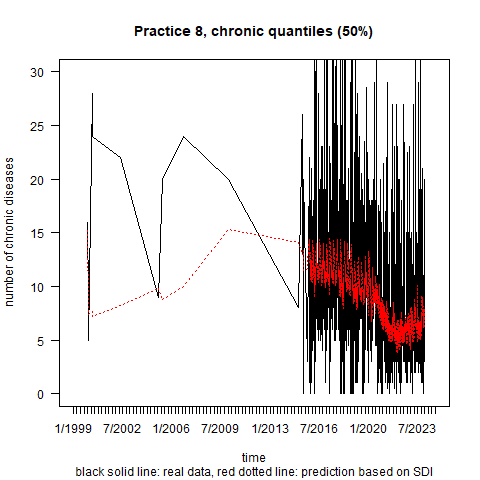 Practice 8, chronic quantiles (50%)
number of chronic diseases
30
25
20
15
10
5
0
1/1999 7/2002 1/2006 7/2009 1/2013 7/2016 1/2020 7/2023
time
black solid line: real data, red dotted line: prediction based on SDI